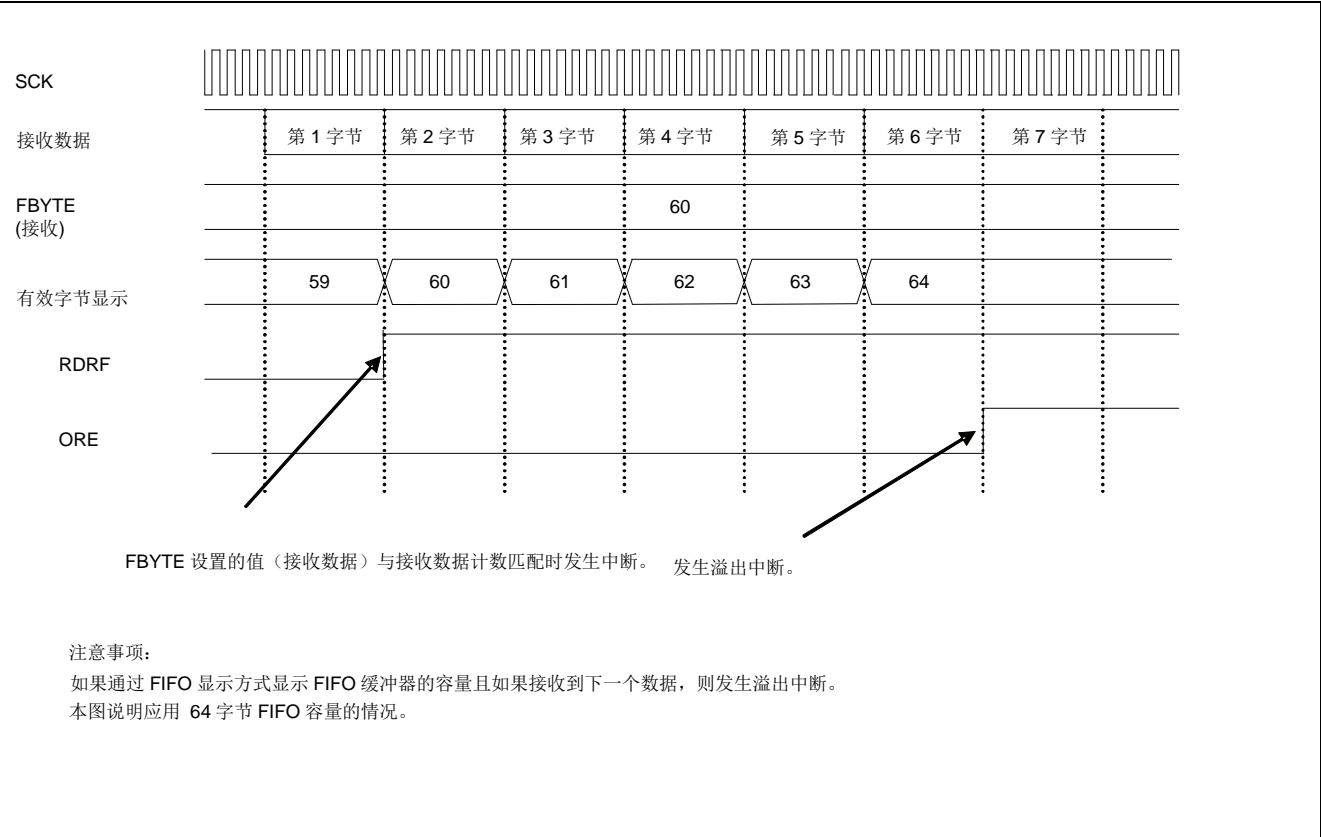 SCK
接收数据
第 1 字节 第 2 字节 第 3 字节 第 4 字节 第 5 字节 第 6 字节 第 7 字节
FBYTE
(接收)
60
有效字节显示
59 60 61 62 63 64
RDRF
ORE
FBYTE 设置的值（接收数据）与接收数据计数匹配时发生中断。 发生溢出中断。
注意事项：
如果通过 FIFO 显示方式显示 FIFO 缓冲器的容量且如果接收到下一个数据，则发生溢出中断。
本图说明应用 64 字节 FIFO 容量的情况。